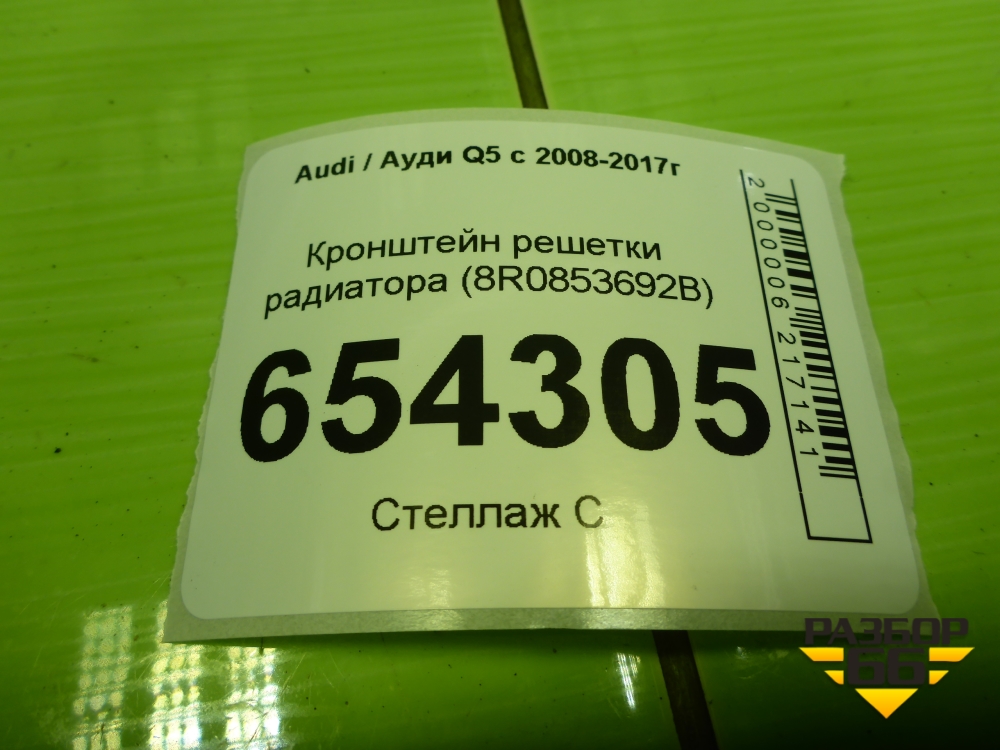 Audi / Ауди Q5 с 2008-2017г
Кронштейн решетки
радиатора (8R0853692B)
654305
Стеллаж С
2000006217141
РАЗБОР
66